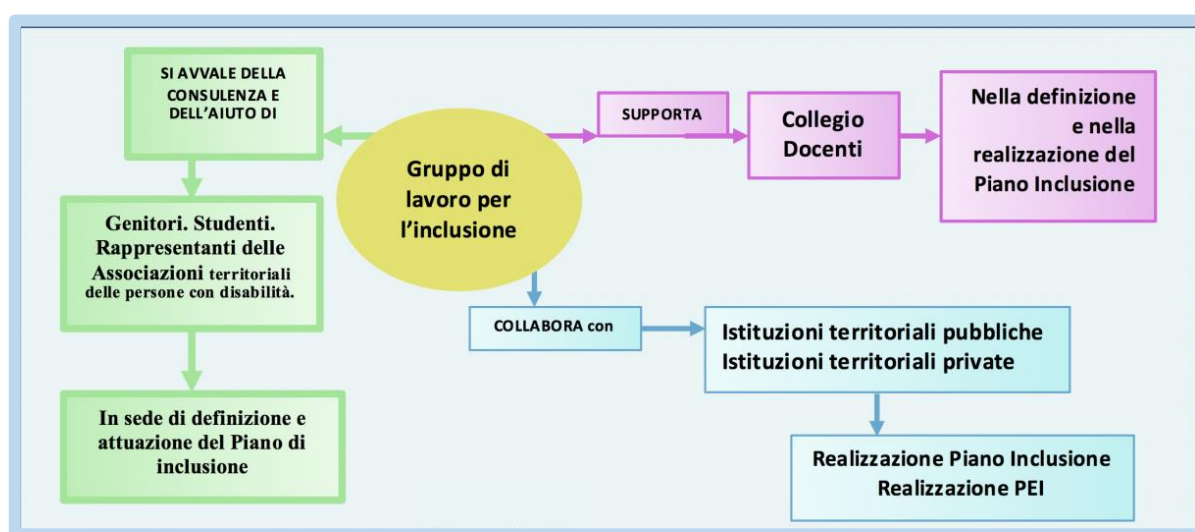 SI AVVALE DELLA
CONSULENZA E
DELL'AIUTO DI
Genitori. Studenti.
Rappresentanti delle
Associazioni territoriali
delle persone con disabilità.
In sede di definizione e
attuazione del Piano di
inclusione
Gruppo di
lavoro per
l'inclusione
SUPPORTA
Collegio
Docenti
Nella definizione
e nella
realizzazione del
Piano Inclusione
COLLABORA con
Istituzioni territoriali pubbliche
Istituzioni territoriali private
Realizzazione Piano Inclusione
Realizzazione PEI